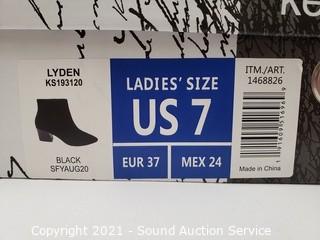 ke
LYDEN
KS193120
BLACK
SFYAUG20
LADIES' SIZE
US 7
EUR 37
MEX 24
ITM./ART.
1468826
Made in China
Copyright 2021 - Sound Auction Service